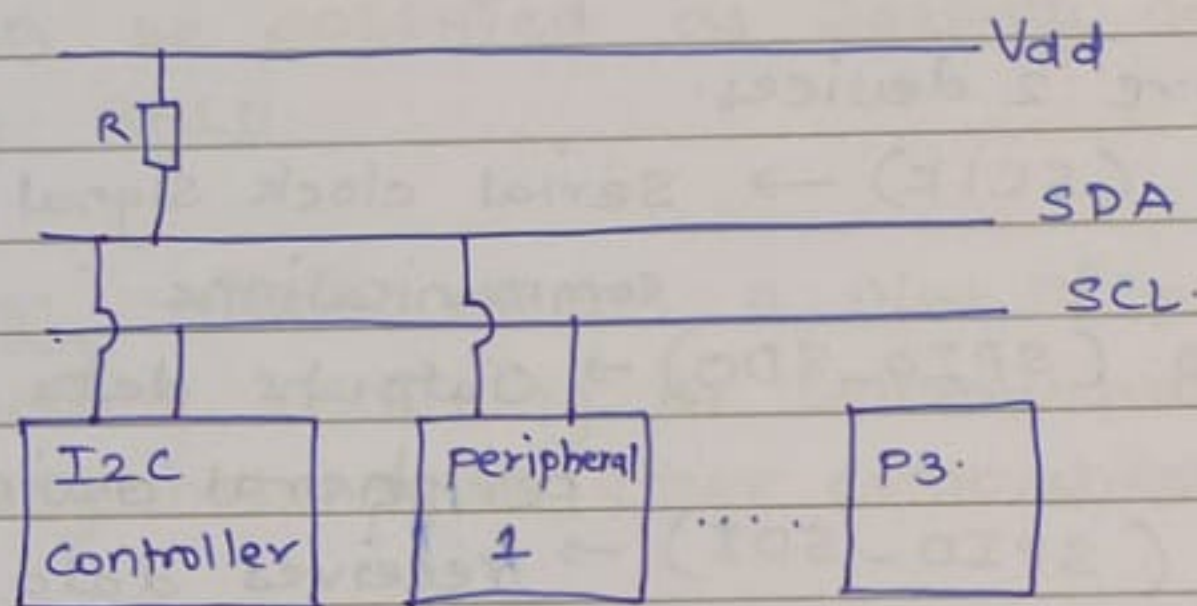 Vdd
R
SDA
SCL
I2C
controller
peripheral
1
.....
P3.